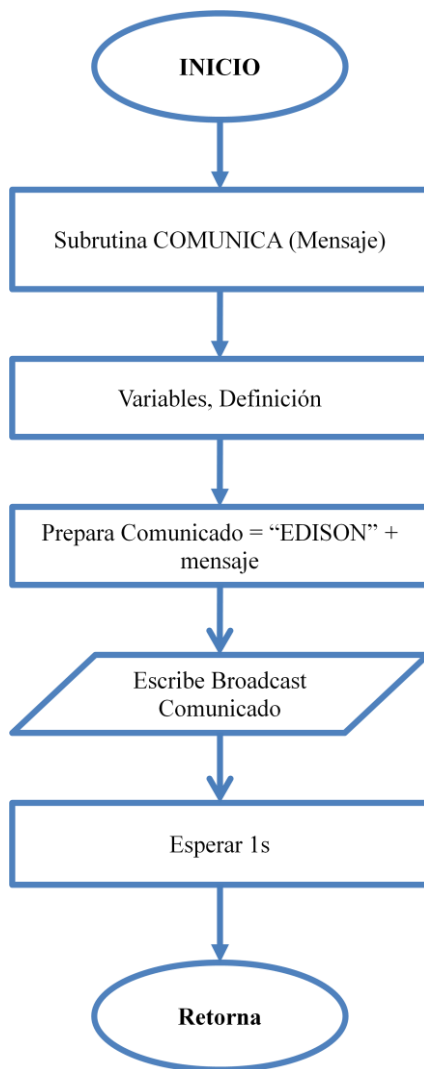 INICIO
Subrutina COMUNICA (Mensaje)
Variables, Definición
Prepara Comunicado = “EDISON” +
mensaje
Escribe Broadcast
Comunicado
Esperar 1s
Retorna